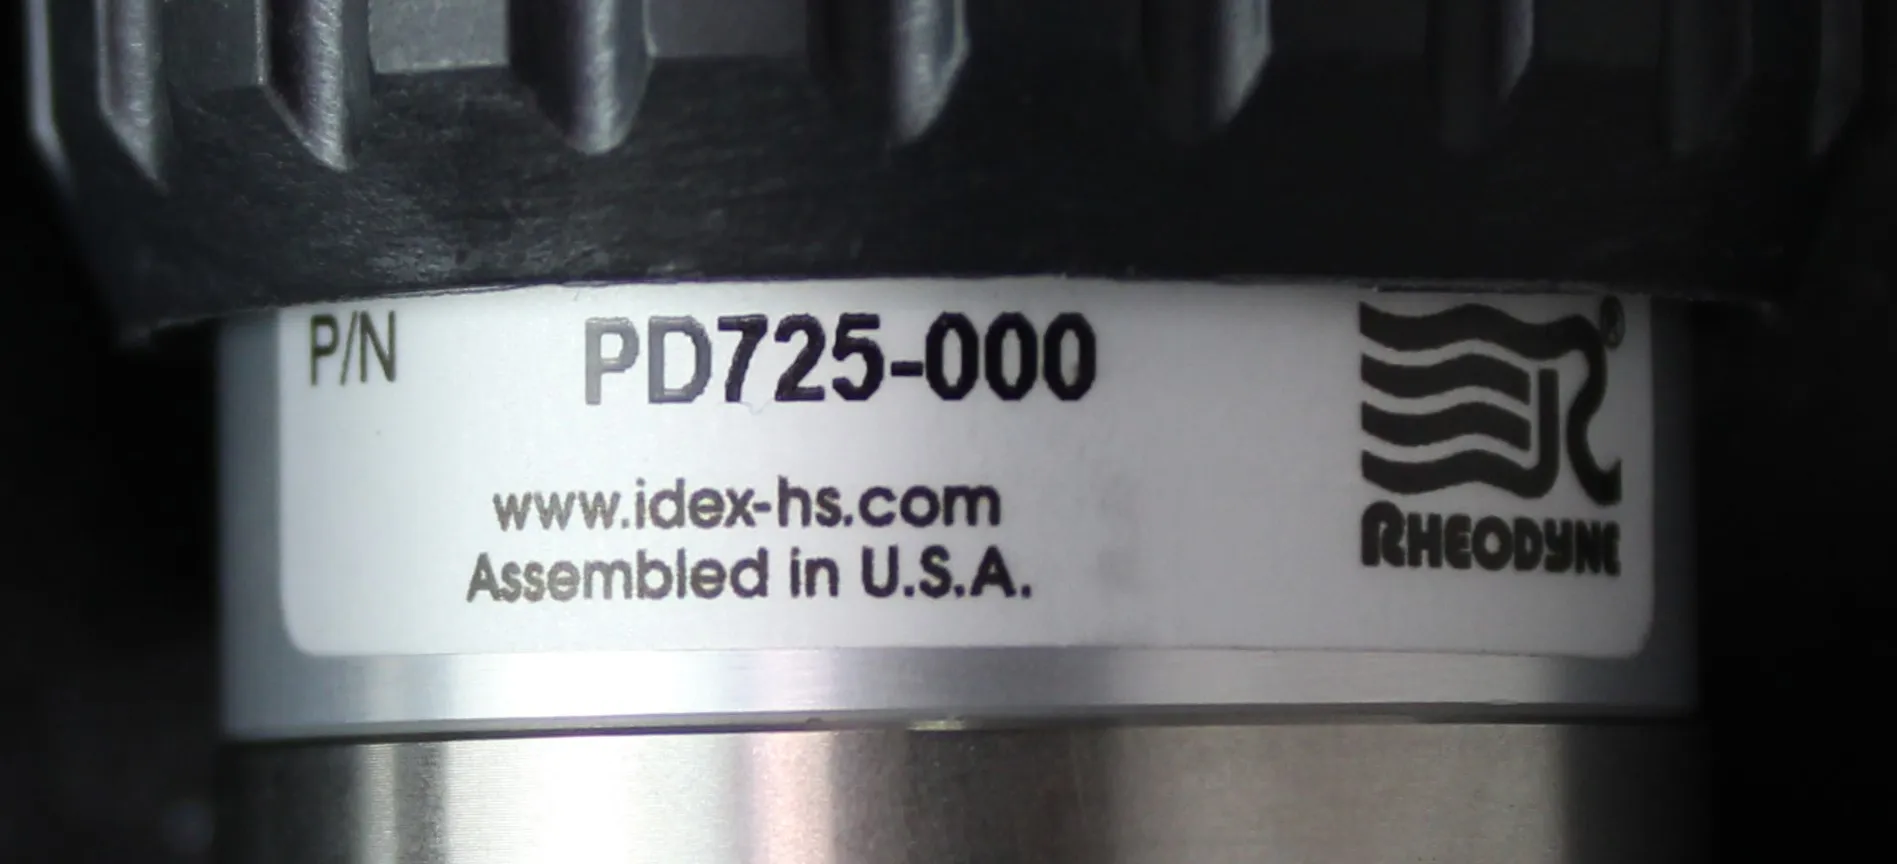 P/N PD725-000 ®
www.idex-hs.com
Assembled in U.S.A.
RHEODYNE